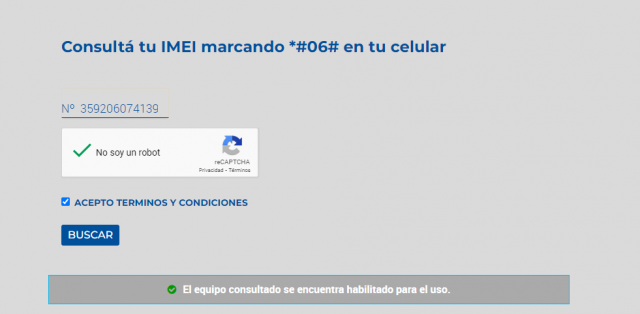 Consultá tu IMEI marcando *#06# en tu celular
Nº 359206074139
No soy un robot
reCAPTCHA
Privacidad - Términos
ACEPTO TERMINOS Y CONDICIONES
BUSCAR
El equipo consultado se encuentra habilitado para el uso.